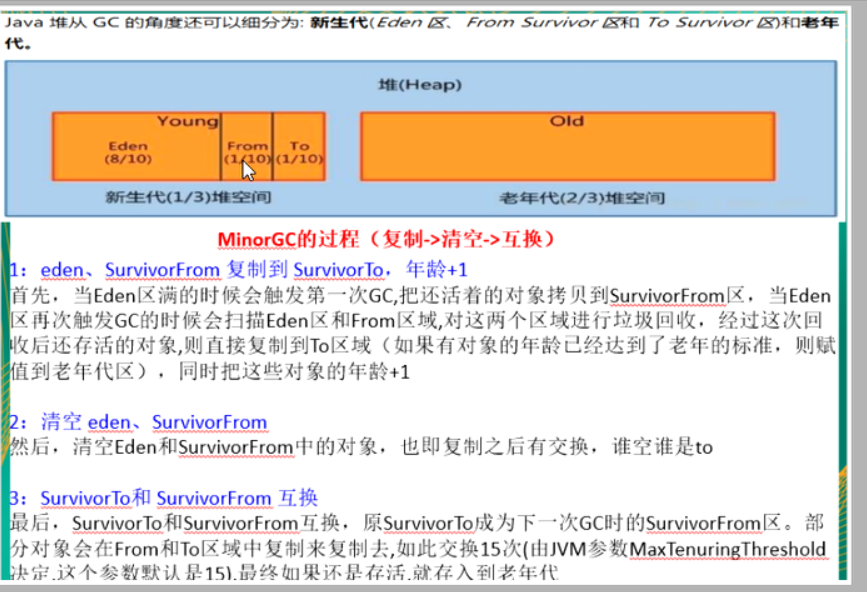 Java 堆从 GC 的角度还可以细分为: 新生代(Eden 区、From Survivor 区和 To Survivor 区)和老年
代。
堆(Heap)
Young
Old
Eden
From
To
(8/10)
(1/10)
(1/10)
新生代(1/3)堆空间
老年代(2/3)堆空间
MinorGC的过程（复制->清空->互换）
1：eden、SurvivorFrom 复制到 SurvivorTo，年龄+1
首先，当Eden区满的时候会触发第一次GC,把还活着的对象拷贝到SurvivorFrom区，当Eden
区再次触发GC的时候会扫描Eden区和From区域,对这两个区域进行垃圾回收，经过这次回
收后还存活的对象,则直接复制到To区域（如果有对象的年龄已经达到了老年的标准，则赋
值到老年代区），同时把这些对象的年龄+1
2：清空 eden、SurvivorFrom
然后，清空Eden和SurvivorFrom中的对象，也即复制之后有交换，谁空谁是to
3：SurvivorTo和 SurvivorFrom 互换
最后，SurvivorTo和SurvivorFrom互换，原SurvivorTo成为下一次GC时的SurvivorFrom区。部
分对象会在From和To区域中复制来复制去,如此交换15次(由JVM参数MaxTenuringThreshold
决定,这个参数默认是15),最终如果还是存活,就存入到老年代